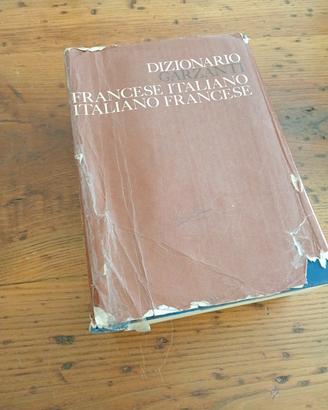 DIZIONARIO
GARZANTI
FRANCESE ITALIANO
ITALIANO FRANCESE